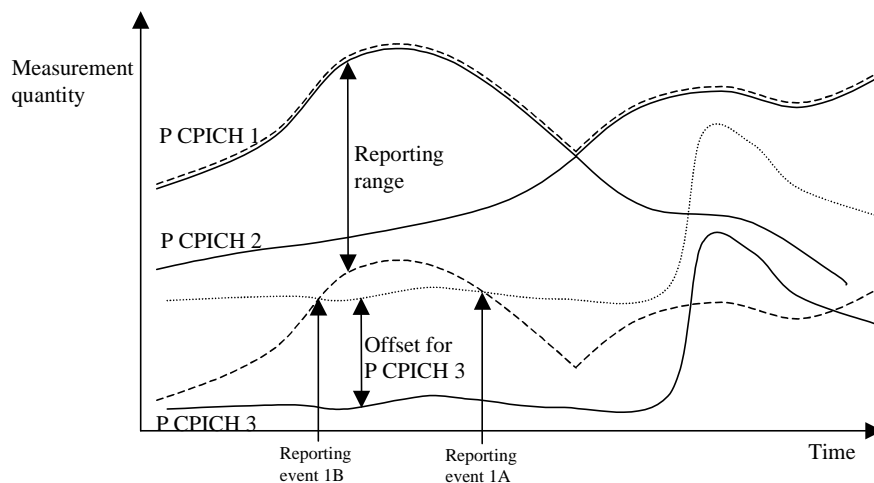 Measurement
quantity
P CPICH 1
Reporting
range
P CPICH 2
Offset for
P CPICH 3
P CPICH 3
Time
Reporting
event 1B
Reporting
event 1A